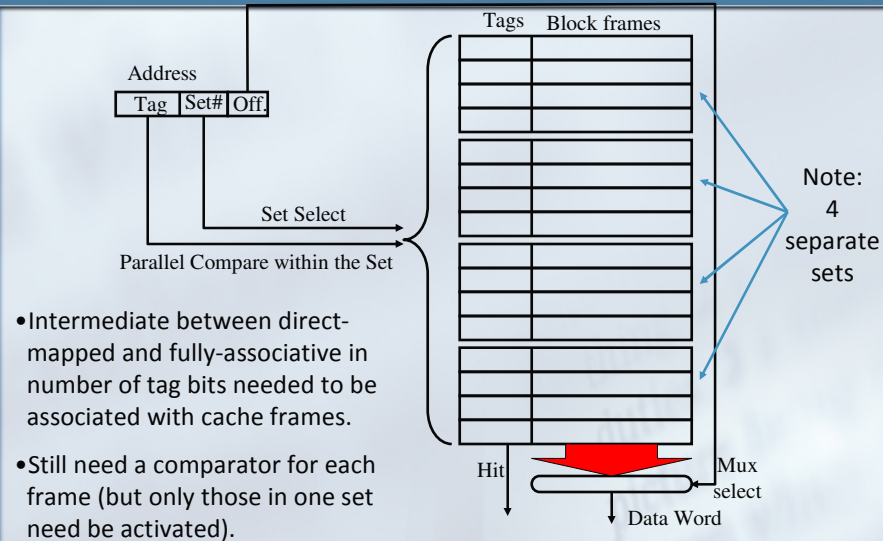 Tags Block frames
Address
Tag Set# Off.
Set Select
Parallel Compare within the Set
Note:
4
separate
sets
•Intermediate between direct-
mapped and fully-associative in
number of tag bits needed to be
associated with cache frames.
•Still need a comparator for each
frame (but only those in one set
need be activated).
Hit
Mux
select
Data Word